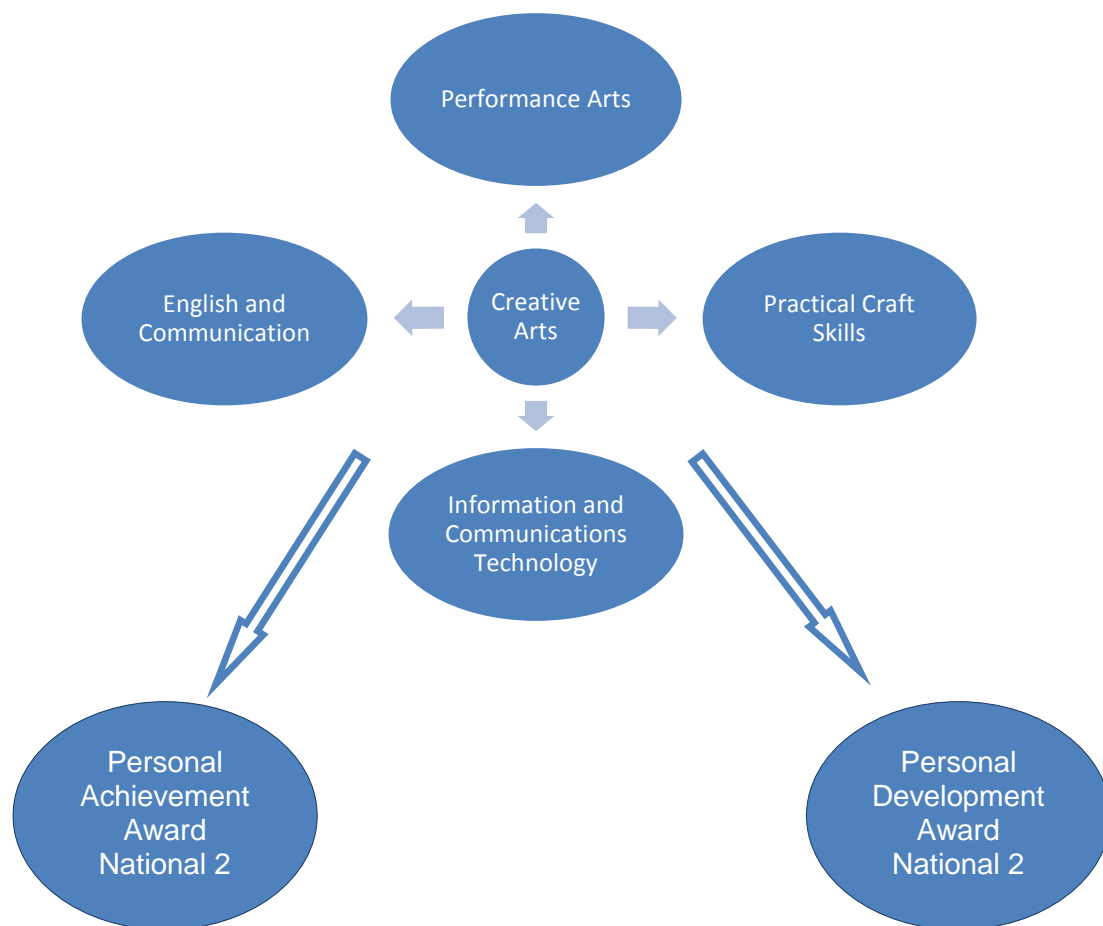 Performance Arts
English and
Communication
Creative
Arts
Practical Craft
Skills
Information and
Communications
Technology
Personal
Achievement
Award
National 2
Personal
Development
Award
National 2